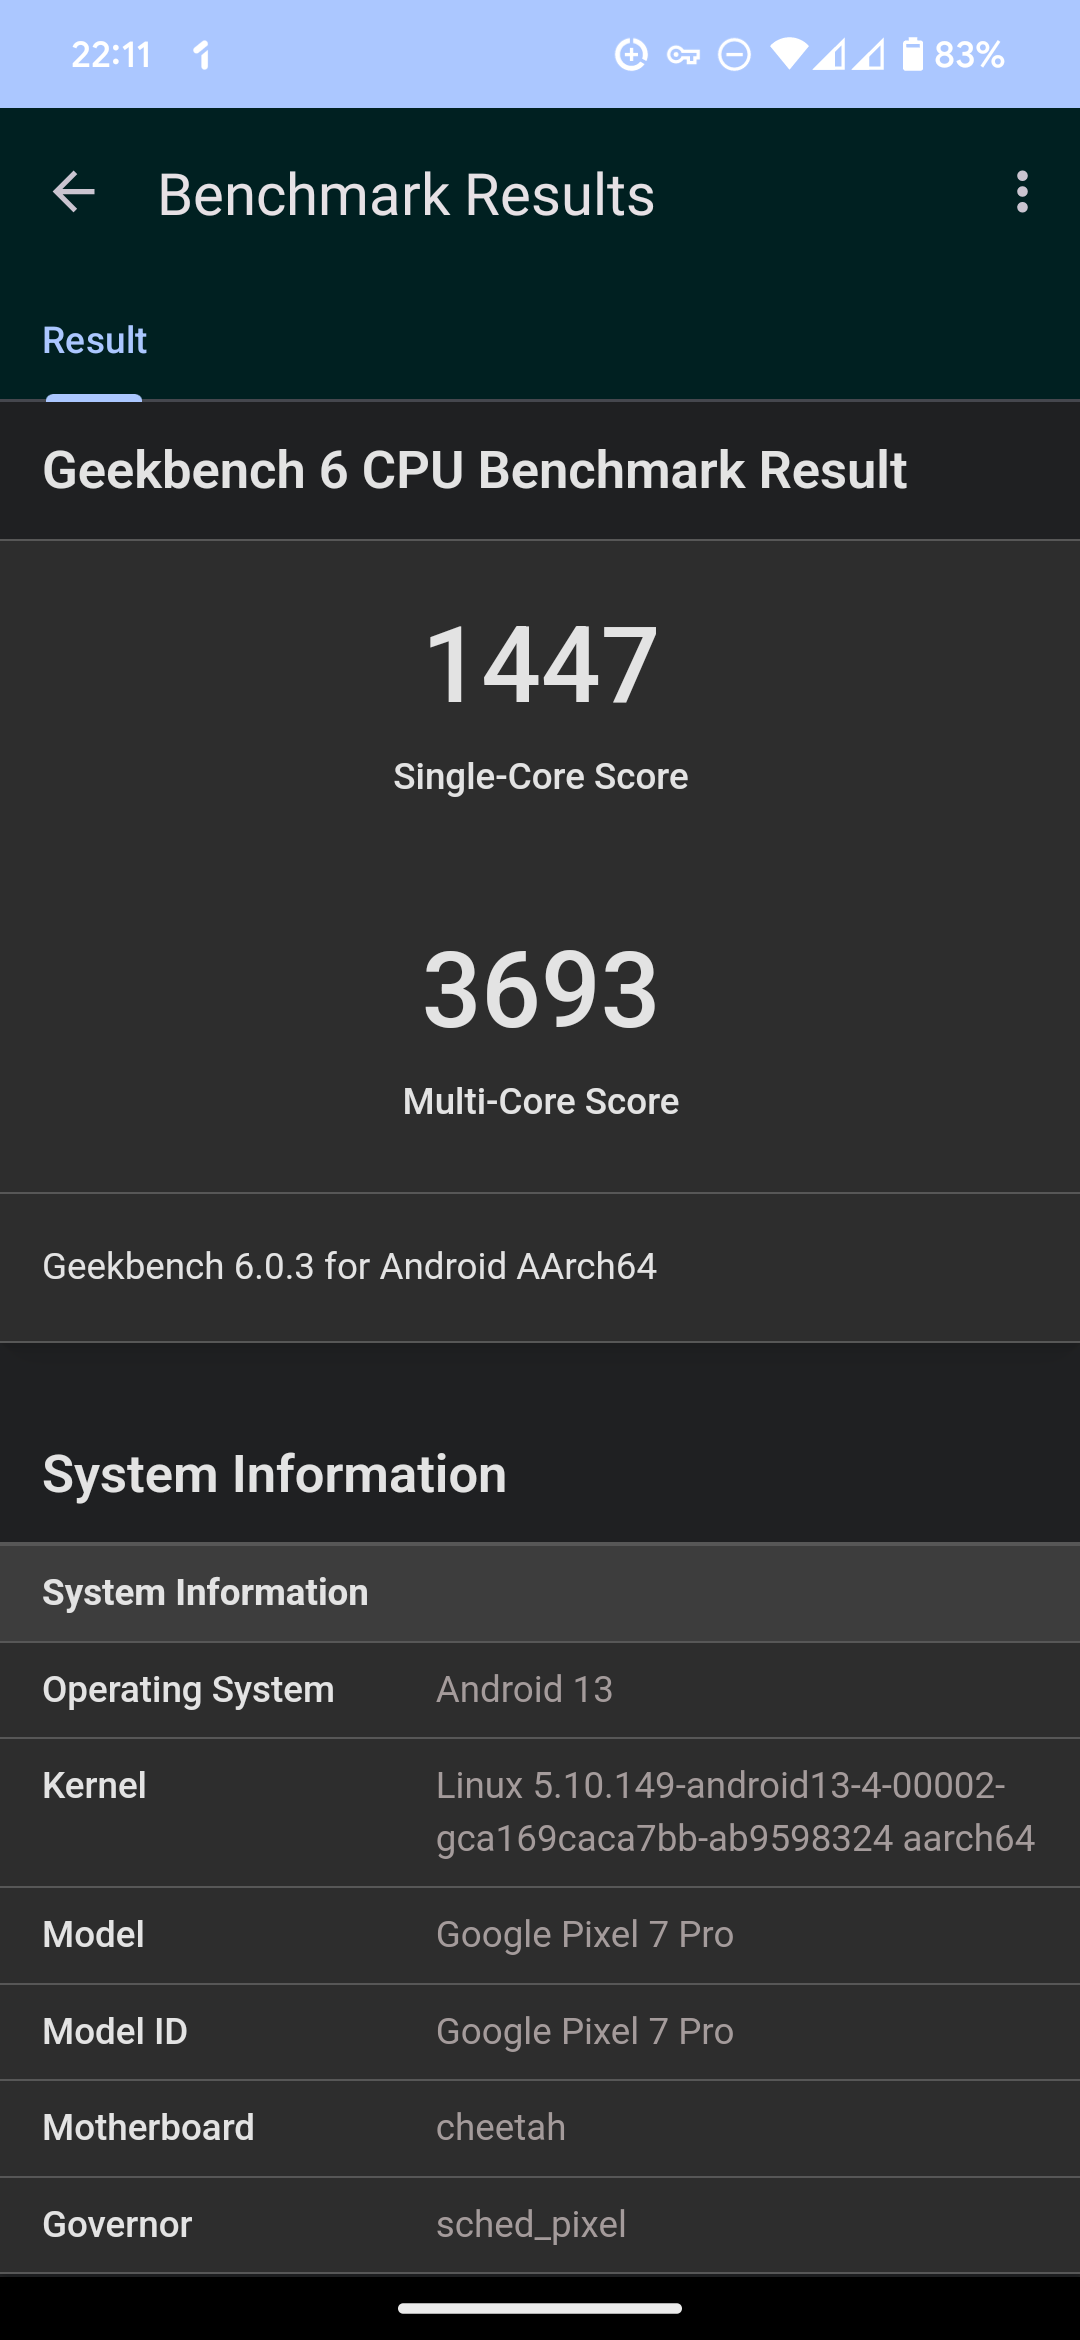 22:11
83%
Benchmark Results
Result
Geekbench 6 CPU Benchmark Result
1447
Single-Core Score
3693
Multi-Core Score
Geekbench 6.0.3 for Android AArch64
System Information
System Information
Operating System Android 13
Kernel Linux 5.10.149-android13-4-00002-
gca169caca7bb-ab9598324 aarch64
Model Google Pixel 7 Pro
Model ID Google Pixel 7 Pro
Motherboard cheetah
Governor sched_pixel